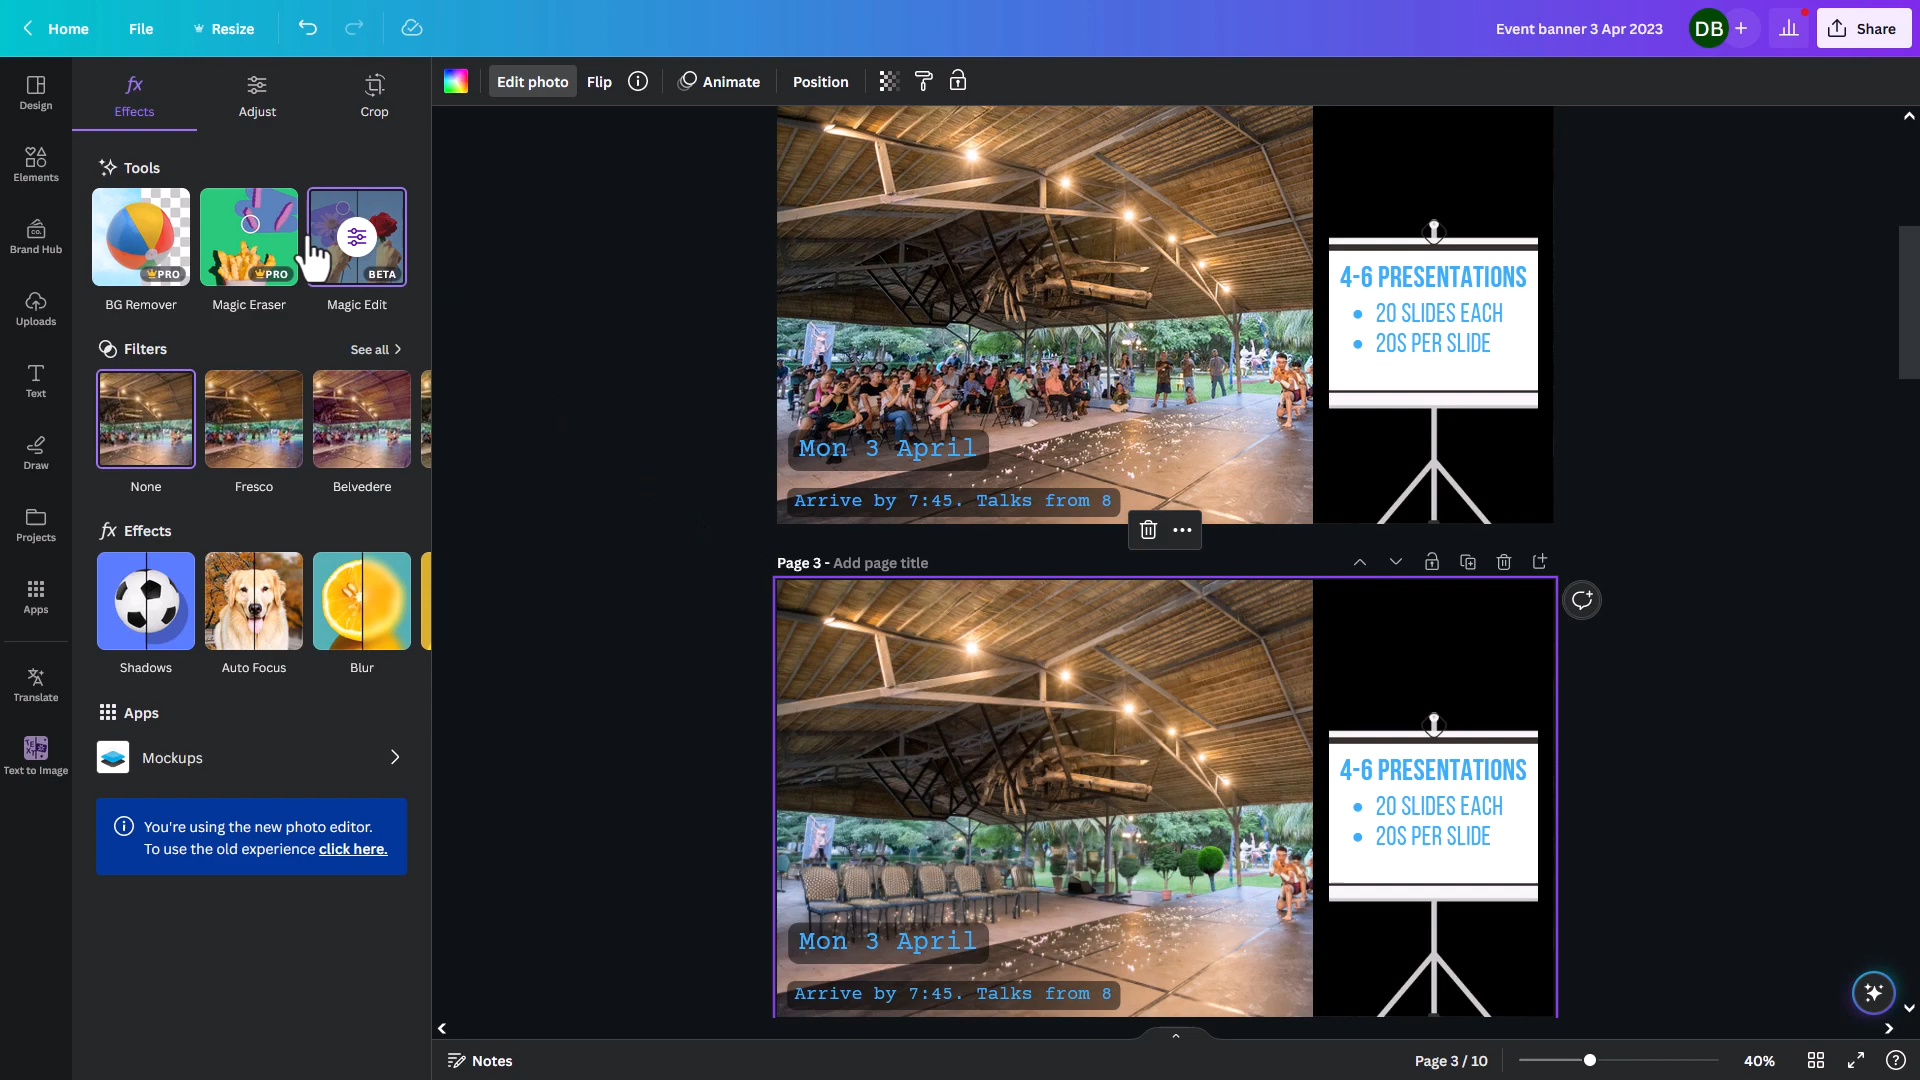 Home
File
Resize
Event banner 3 Apr 2023
DB
Share
Design
Elements
CO.
Brand Hub
Uploads
Text
Draw
Projects
Apps
Translate
TEXT
Text to Image
fx
Effects
Adjust
Crop
Tools
PRO
PRO
BETA
BG Remover
Magic Eraser
Magic Edit
Filters
See all
None
Fresco
Belvedere
fx Effects
Shadows
Auto Focus
Blur
Apps
Mockups
You're using the new photo editor.
To use the old experience click here.
Edit photo
Flip
Animate
Position
4-6 PRESENTATIONS
20 SLIDES EACH
20S PER SLIDE
Mon 3 April
Arrive by 7:45. Talks from 8
Page 3 - Add page title
4-6 PRESENTATIONS
20 SLIDES EACH
20S PER SLIDE
Mon 3 April
Arrive by 7:45. Talks from 8
Notes
Page 3 / 10
40%